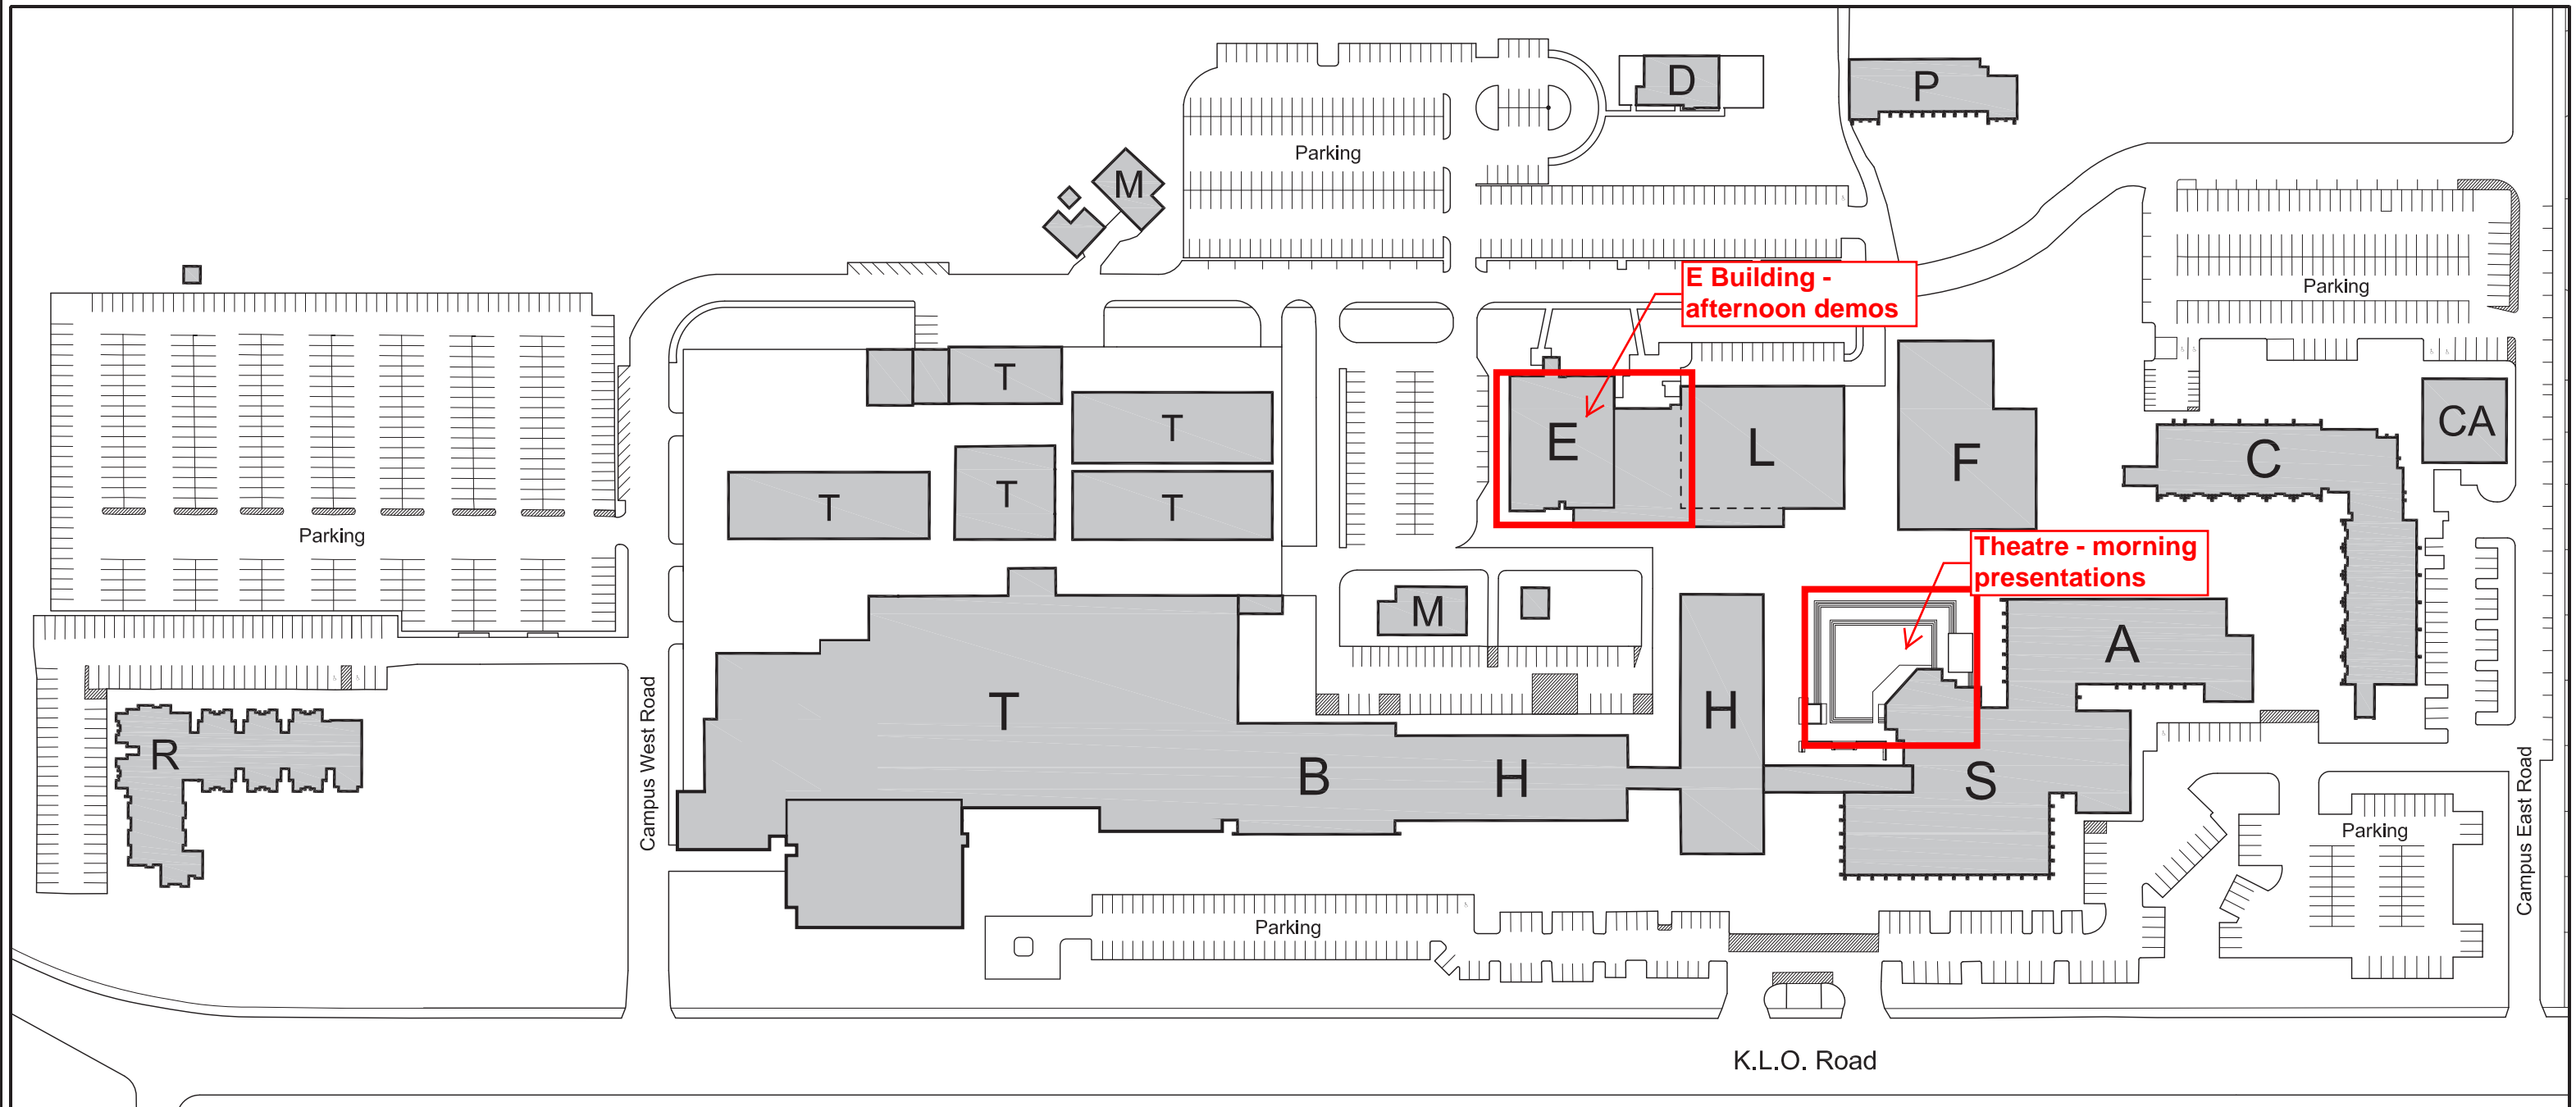 D
P
Parking
M
E Building -
afternoon demos
Parking
T
T
CA
E
L
F
C
T
T
T
Parking
Theatre - morning
presentations
M
A
T
H
R
B
H
S
Campus West Road
Campus East Road
Parking
Parking
K.L.O. Road